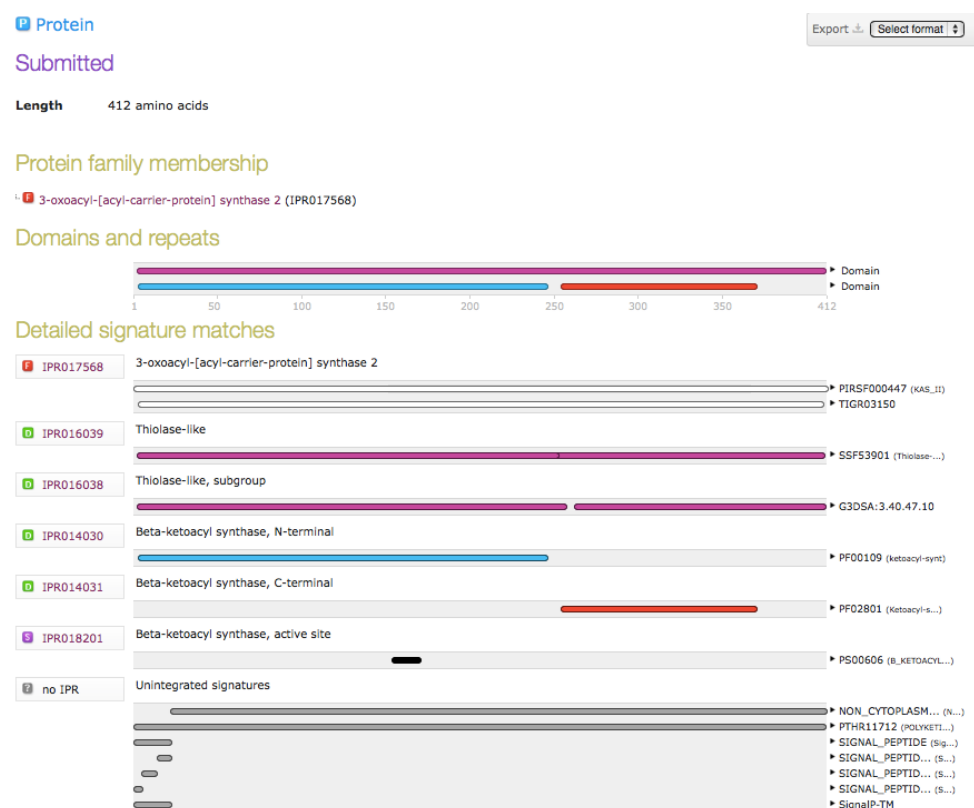 P Protein
Export Select format
Submitted
Length 412 amino acids
Protein family membership
F 3-oxoacyl-[acyl-carrier-protein] synthase 2 (IPR017568)
Domains and repeats
Domain
Domain
1 50 100 150 200 250 300 350 412
Detailed signature matches
F IPR017568 3-oxoacyl-[acyl-carrier-protein] synthase 2
PIRSF000447 (KAS_II)
TIGR03150
D IPR016039 Thiolase-like
SSF53901 (Thiolase-...)
D IPR016038 Thiolase-like, subgroup
G3DSA:3.40.47.10
D IPR014030 Beta-ketoacyl synthase, N-terminal
PF00109 (ketoacyl-synt)
D IPR014031 Beta-ketoacyl synthase, C-terminal
PF02801 (Ketoacyl-s...)
S IPR018201 Beta-ketoacyl synthase, active site
PS00606 (B_KETOACYL...)
? no IPR Unintegrated signatures
NON_CYTOPLASM... (N...)
PTHR11712 (POLYKETI...)
SIGNAL_PEPTIDE (Sig...)
SIGNAL_PEPTID... (S...)
SIGNAL_PEPTID... (S...)
SIGNAL_PEPTID... (S...)
SignalP-TM